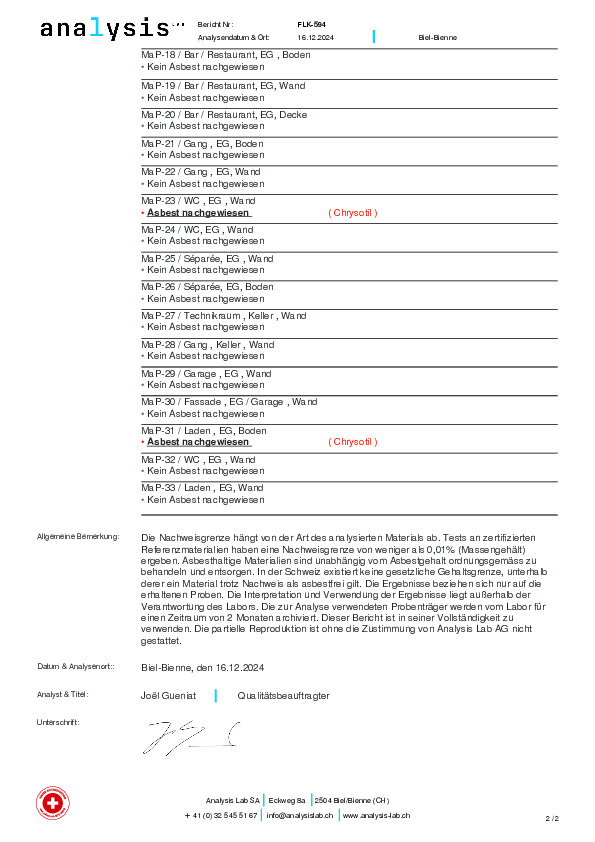 analysis
Bericht Nr: FLK-594
Analysendatum & Ort: 16.12.2024 Biel-Bienne
MaP-18 / Bar / Restaurant, EG , Boden
• Kein Asbest nachgewiesen
MaP-19 / Bar / Restaurant, EG, Wand
• Kein Asbest nachgewiesen
MaP-20 / Bar / Restaurant, EG, Decke
• Kein Asbest nachgewiesen
MaP-21 / Gang , EG, Boden
• Kein Asbest nachgewiesen
MaP-22 / Gang , EG, Wand
• Kein Asbest nachgewiesen
MaP-23 / WC , EG , Wand
• Asbest nachgewiesen ( Chrysotil )
MaP-24 / WC, EG , Wand
• Kein Asbest nachgewiesen
MaP-25 / Séparée, EG , Wand
• Kein Asbest nachgewiesen
MaP-26 / Séparée, EG, Boden
• Kein Asbest nachgewiesen
MaP-27 / Technikraum , Keller , Wand
• Kein Asbest nachgewiesen
MaP-28 / Gang , Keller , Wand
• Kein Asbest nachgewiesen
MaP-29 / Garage , EG , Wand
• Kein Asbest nachgewiesen
MaP-30 / Fassade , EG / Garage , Wand
• Kein Asbest nachgewiesen
MaP-31 / Laden , EG, Boden
• Asbest nachgewiesen ( Chrysotil )
MaP-32 / WC , EG , Wand
• Kein Asbest nachgewiesen
MaP-33 / Laden , EG, Wand
• Kein Asbest nachgewiesen
Allgemeine Bemerkung: Die Nachweisgrenze hängt von der Art des analysierten Materials ab. Tests an zertifizierten
Referenzmaterialien haben eine Nachweisgrenze von weniger als 0,01% (Massengehält)
ergeben. Asbesthaltige Materialien sind unabhängig vom Asbestgehalt ordnungsgemäss zu
behandeln und entsorgen. In der Schweiz existiert keine gesetzliche Gehaltsgrenze, unterhalb
derer ein Material trotz Nachweis als asbestfrei gilt. Die Ergebnisse beziehen sich nur auf die
erhaltenen Proben. Die Interpretation und Verwendung der Ergebnisse liegt außerhalb der
Verantwortung des Labors. Die zur Analyse verwendeten Probenträger werden vom Labor für
einen Zeitraum von 2 Monaten archiviert. Dieser Bericht ist in seiner Vollständigkeit zu
verwenden. Die partielle Reproduktion ist ohne die Zustimmung von Analysis Lab AG nicht
gestattet.
Datum & Analysenort:: Biel-Bienne, den 16.12.2024
Analyst & Titel: Joël Gueniat Qualitätsbeauftragter
Unterschrift:
Analysis Lab SA Eckweg 8a 2504 Biel/Bienne (CH)
+ 41 (0) 32 545 51 67 info@analysislab.ch www.analysis-lab.ch
2 / 2